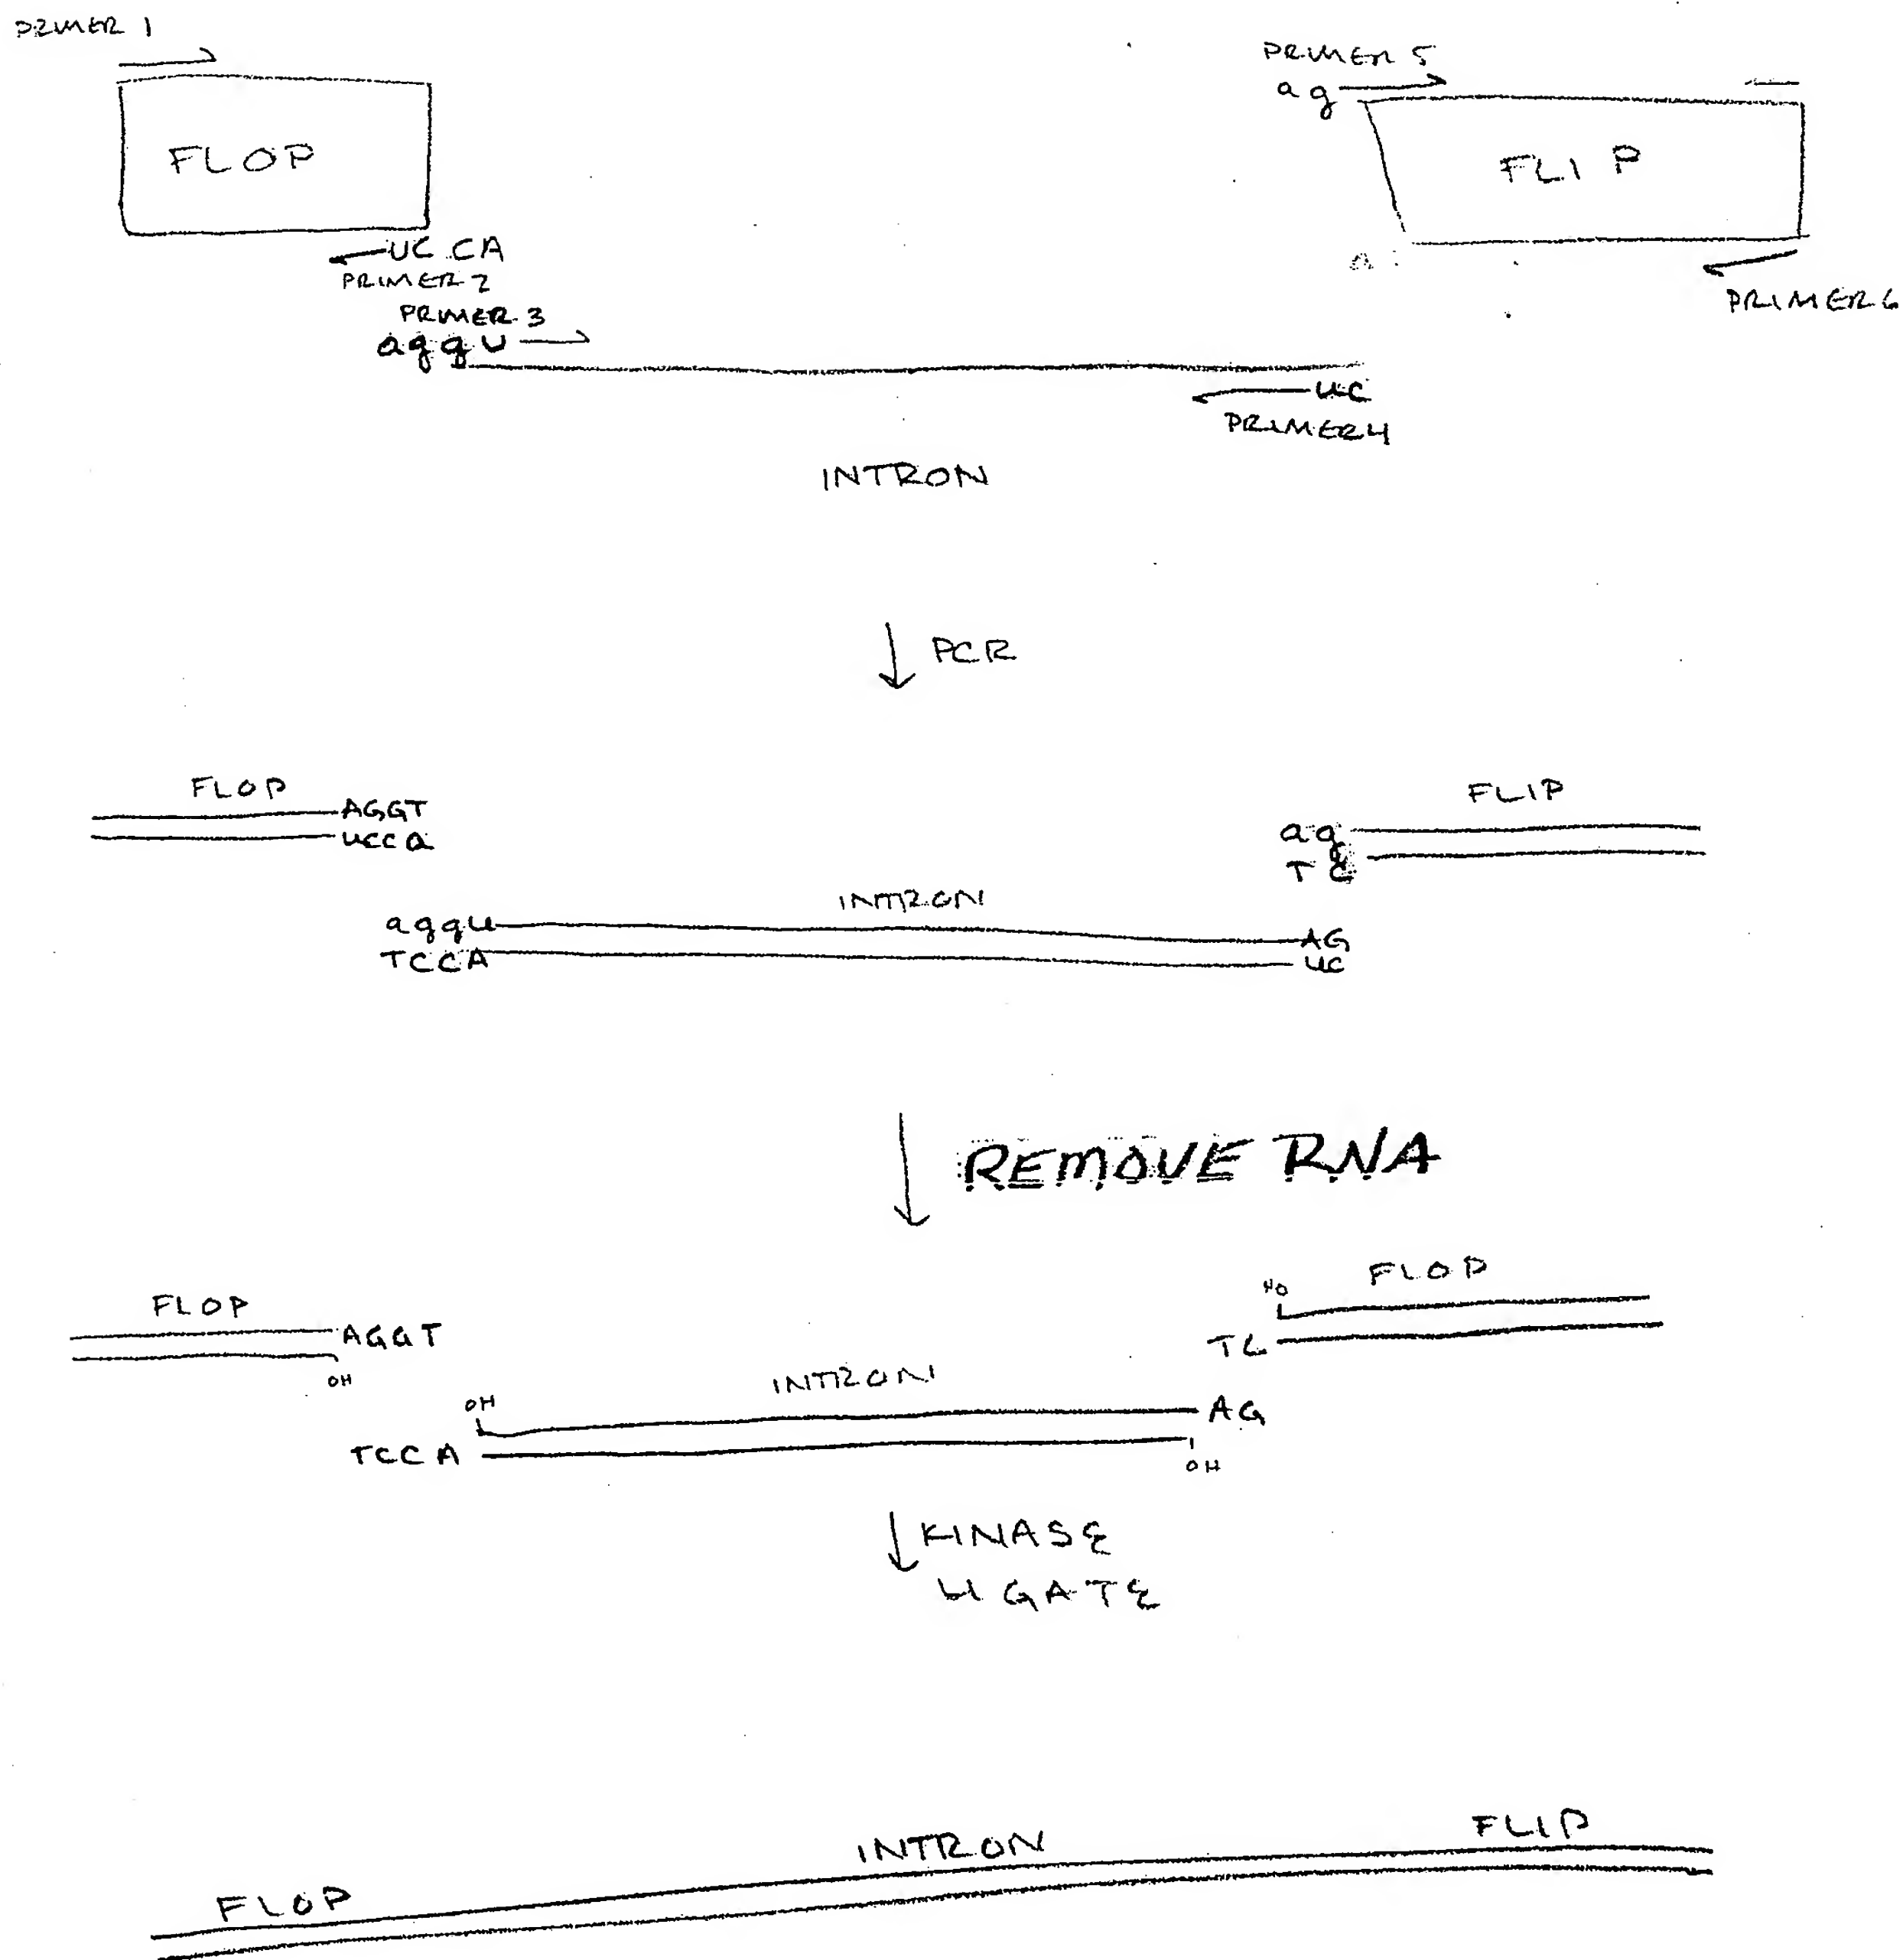 PRIMER 1
PRIMER 5
ag
FLOP
FLIP
UC CA
PRIMER 2
PRIMER 6
PRIMER 3
aggU
UC
PRIMER 4
INTRON
PCR
FLOP
AGGT
UCCA
FLIP
ag
TC
INTRON
aggu
TCCA
AG
UC
REMOVE RNA
FLOP
AGGT
OH
HO
FLOP
TC
INTRON
OH
TCCA
AG
OH
KINASE
LIGATE
INTRON
FLIP
FLOP